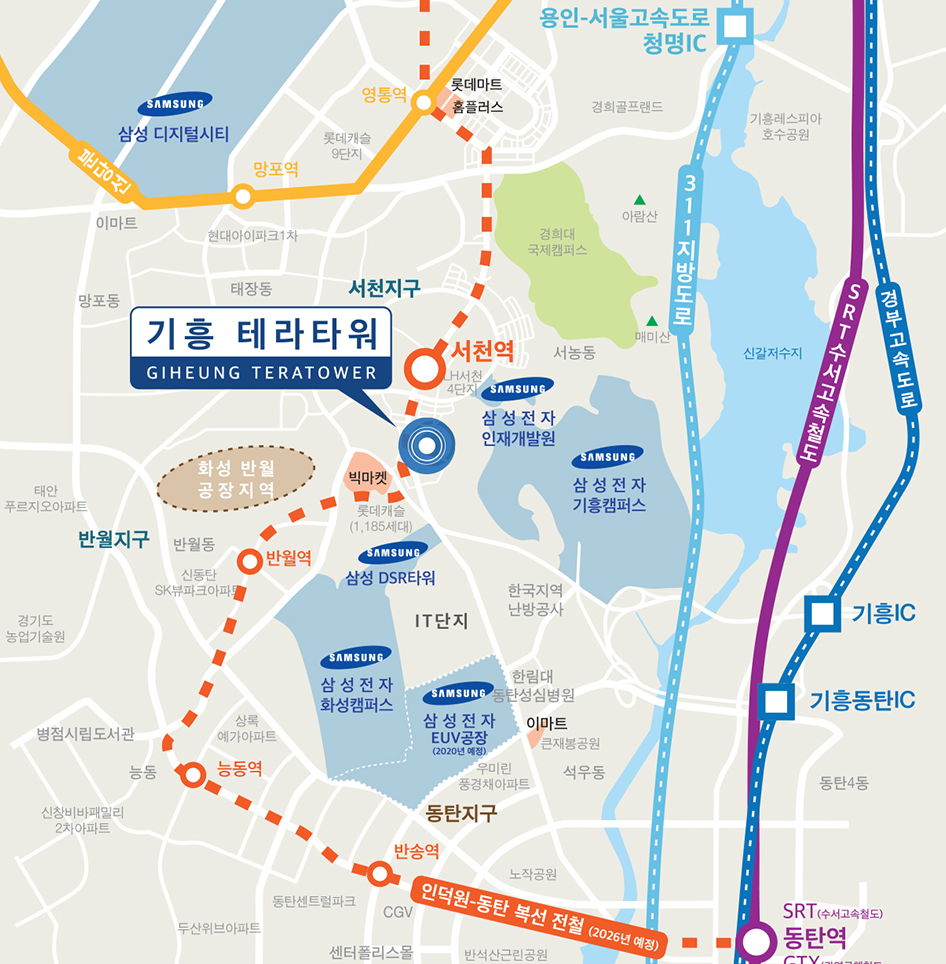 용인-서울고속도로
청명IC
영통역
롯데마트
홈플러스
SAMSUNG
삼성 디지털시티
경희골프랜드
기흥레스피아
호수공원
롯데캐슬
9단지
분당선
망포역
이마트
현대아이파크1차
311지방도로
아람산
경희대
국제캠퍼스
태장동
서천지구
망포동
SRT수서고속철도
경부고속도로
기흥 테라타워
GIHEUNG TERATOWER
매미산
서천역
서농동
신갈저수지
LH서천
4단지
SAMSUNG
삼성전자
인재개발원
SAMSUNG
삼성전자
기흥캠퍼스
화성 반월
공장지역
빅마켓
태안
푸르지오아파트
롯데캐슬
(1,185세대)
반월지구
반월동
반월역
SAMSUNG
삼성 DSR타워
신동탄
SK뷰파크아파트
한국지역
난방공사
경기도
농업기술원
IT단지
기흥IC
SAMSUNG
삼성전자
화성캠퍼스
SAMSUNG
삼성전자
EUV공장
(2020년 예정)
한림대
동탄성심병원
기흥동탄IC
이마트
큰재봉공원
상록
예가아파트
병점시립도서관
능동
능동역
우미린
풍경채아파트
석우동
동탄4동
동탄지구
신창비바패밀리
2차아파트
반송역
노작공원
인덕원-동탄 복선 전철 (2026년 예정)
동탄센트럴파크
CGV
두산위브아파트
센터폴리스몰
반석산근린공원
SRT(수서고속철도)
동탄역